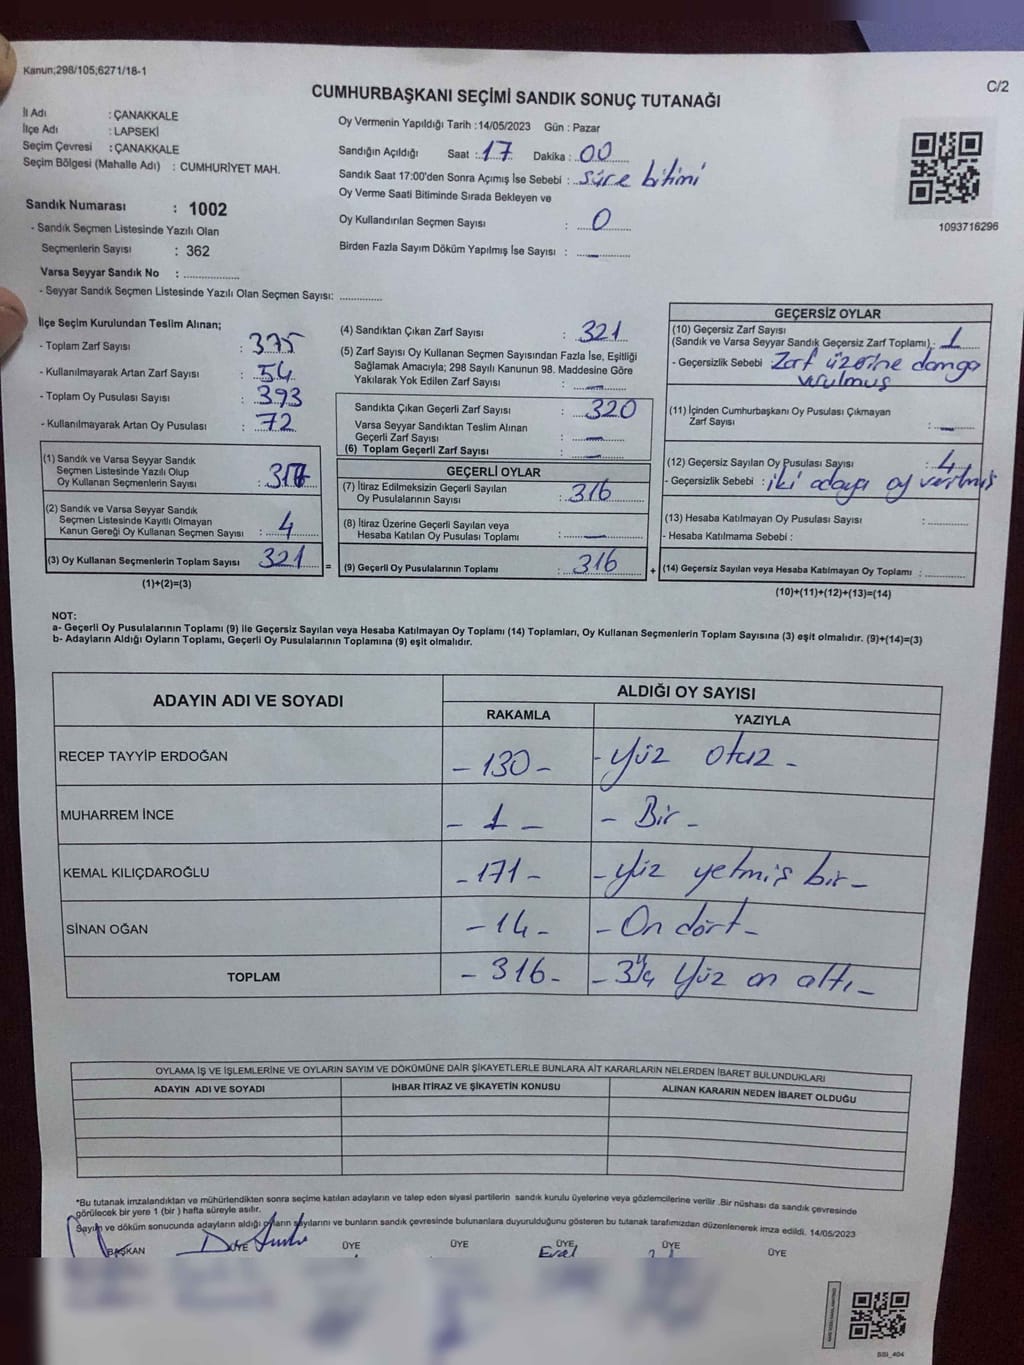 Kanun;298/105;6271/18-1
C/2
CUMHURBAŞKANI SEÇİMİ SANDIK SONUÇ TUTANAĞI
İl Adı : ÇANAKKALE
İlçe Adı : LAPSEKİ
Seçim Çevresi : ÇANAKKALE
Seçim Bölgesi (Mahalle Adı) : CUMHURİYET MAH.
Sandık Numarası : 1002
- Sandık Seçmen Listesinde Yazılı Olan
Seçmenlerin Sayısı : 362
Varsa Seyyar Sandık No : ................
- Seyyar Sandık Seçmen Listesinde Yazılı Olan Seçmen Sayısı: ............
Oy Vermenin Yapıldığı Tarih :14/05/2023 Gün : Pazar
Sandığın Açıldığı Saat : 17 Dakika : 00
Sandık Saat 17:00'den Sonra Açımış İse Sebebi : süre bitimi
Oy Verme Saati Bitiminde Sırada Bekleyen ve
Oy Kullandırılan Seçmen Sayısı : 0
Birden Fazla Sayım Döküm Yapılmış İse Sayısı : —
1093716296
İlçe Seçim Kurulundan Teslim Alınan;
- Toplam Zarf Sayısı : 375
- Kullanılmayarak Artan Zarf Sayısı : 54
- Toplam Oy Pusulası Sayısı : 393
- Kullanılmayarak Artan Oy Pusulası : 72
(1) Sandık ve Varsa Seyyar Sandık
Seçmen Listesinde Yazılı Olup
Oy Kullanan Seçmenlerin Sayısı : 317
(2) Sandık ve Varsa Seyyar Sandık
Seçmen Listesinde Kayıtlı Olmayan
Kanun Gereği Oy Kullanan Seçmen Sayısı : 4
(3) Oy Kullanan Seçmenlerin Toplam Sayısı 321
(1)+(2)=(3)
(4) Sandıktan Çıkan Zarf Sayısı : 321
(5) Zarf Sayısı Oy Kullanan Seçmen Sayısından Fazla İse, Eşitliği
Sağlamak Amacıyla; 298 Sayılı Kanunun 98. Maddesine Göre
Yakılarak Yok Edilen Zarf Sayısı : —
Sandıkta Çıkan Geçerli Zarf Sayısı : 320
Varsa Seyyar Sandıktan Teslim Alınan
Geçerli Zarf Sayısı : —
(6) Toplam Geçerli Zarf Sayısı : —
GEÇERLİ OYLAR
(7) İtiraz Edilmeksizin Geçerli Sayılan
Oy Pusulalarının Sayısı : 316
(8) İtiraz Üzerine Geçerli Sayılan veya
Hesaba Katılan Oy Pusulası Toplamı : —
= (9) Geçerli Oy Pusulalarının Toplamı : 316
GEÇERSİZ OYLAR
(10) Geçersiz Zarf Sayısı
(Sandık ve Varsa Seyyar Sandık Geçersiz Zarf Toplamı) : 1
- Geçersizlik Sebebi : Zarf üzerine damga
vurulmuş
(11) İçinden Cumhurbaşkanı Oy Pusulası Çıkmayan
Zarf Sayısı : —
(12) Geçersiz Sayılan Oy Pusulası Sayısı : 4
- Geçersizlik Sebebi : iki adaya oy verilmiş
(13) Hesaba Katılmayan Oy Pusulası Sayısı : ............
- Hesaba Katılmama Sebebi :
+ (14) Geçersiz Sayılan veya Hesaba Katılmayan Oy Toplamı : ............
(10)+(11)+(12)+(13)=(14)
NOT:
a- Geçerli Oy Pusulalarının Toplamı (9) ile Geçersiz Sayılan veya Hesaba Katılmayan Oy Toplamı (14) Toplamları, Oy Kullanan Seçmenlerin Toplam Sayısına (3) eşit olmalıdır. (9)+(14)=(3)
b- Adayların Aldığı Oyların Toplamı, Geçerli Oy Pusulalarının Toplamına (9) eşit olmalıdır.
ADAYIN ADI VE SOYADI ALDIĞI OY SAYISI
RAKAMLA YAZIYLA
RECEP TAYYİP ERDOĞAN - 130 - - Yüz otuz -
MUHARREM İNCE - 1 - - Bir -
KEMAL KILIÇDAROĞLU - 171 - - yüz yetmiş bir -
SİNAN OĞAN - 14 - - On dört -
TOPLAM - 316 - - 3üç Yüz on altı -
OYLAMA İŞ VE İŞLEMLERİNE VE OYLARIN SAYIM VE DÖKÜMÜNE DAİR ŞİKAYETLERLE BUNLARA AİT KARARLARIN NELERDEN İBARET BULUNDUKLARI
ADAYIN ADI VE SOYADI İHBAR İTİRAZ VE ŞİKAYETİN KONUSU ALINAN KARARIN NEDEN İBARET OLDUĞU
*Bu tutanak imzalandıktan ve mühürlendikten sonra seçime katılan adayların ve talep eden siyasi partilerin sandık kurulu üyelerine veya gözlemcilerine verilir .Bir nüshası da sandık çevresinde
görülecek bir yere 1 (bir ) hafta süreyle asılır.
Sayım ve döküm sonucunda adayların aldığı oyların sayılarını ve bunların sandık çevresinde bulunanlara duyurulduğunu gösteren bu tutanak tarafımızdan düzenlenerek imza edildi. 14/05/2023
BAŞKAN ÜYE ÜYE ÜYE ÜYE ÜYE ÜYE
SSİ_404